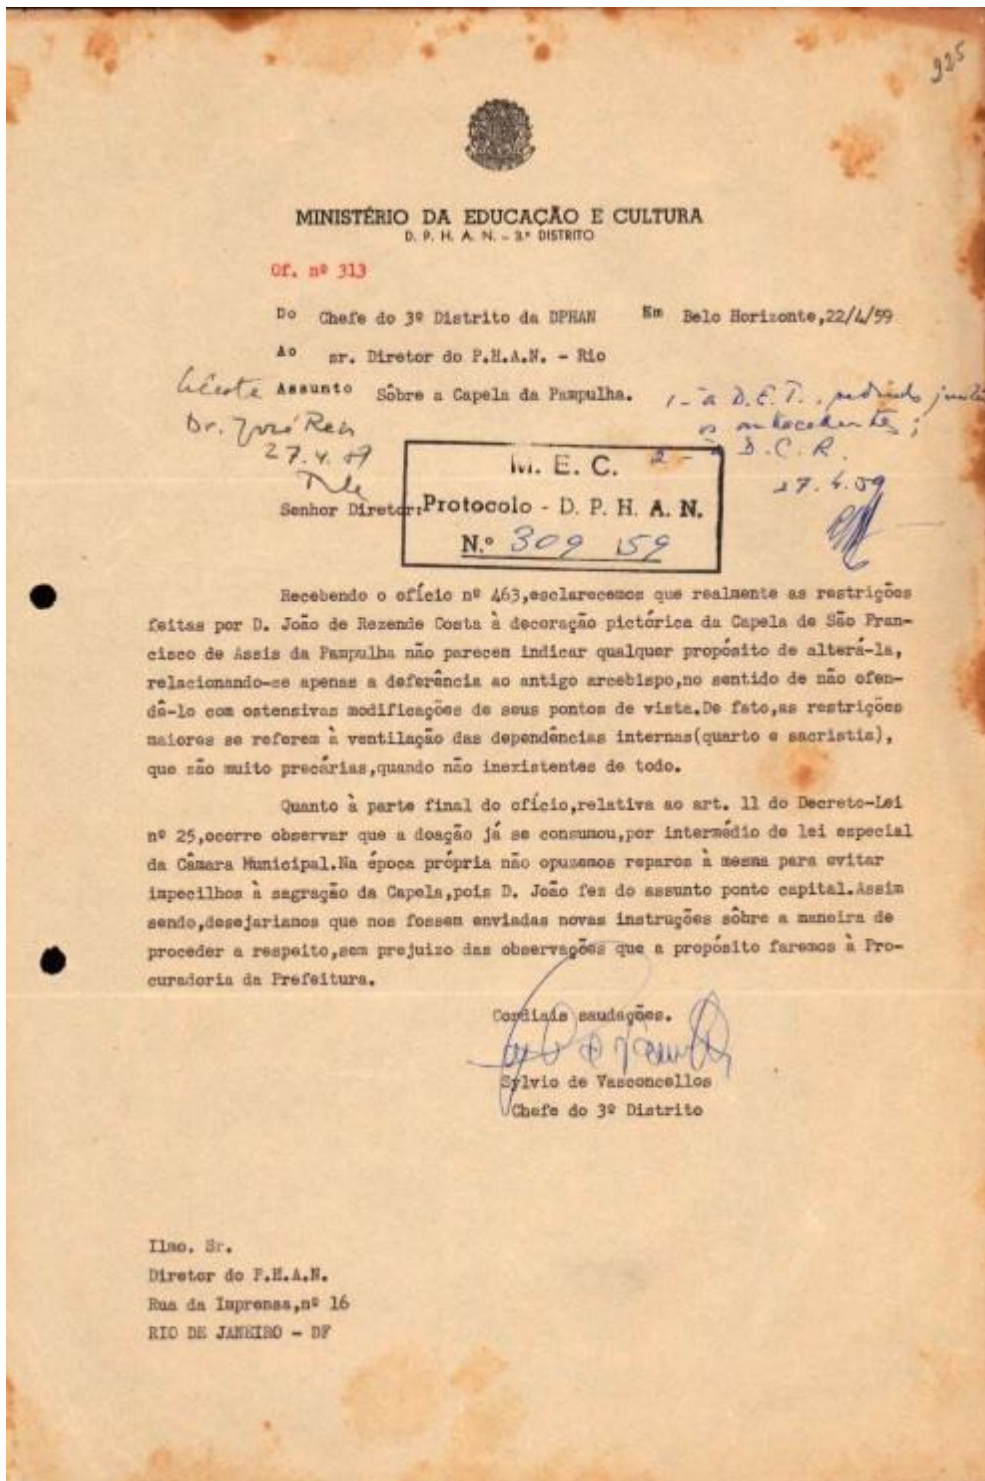 925
MINISTÉRIO DA EDUCAÇÃO E CULTURA
D. P. H. A. N. - 3.º DISTRITO
Of. nº 313
Do Chefe do 3º Distrito da DPHAN Em Belo Horizonte,22/4/59
Ao sr. Diretor do P.H.A.N. - Rio
Assunto Sôbre a Capela da Pampulha.
1 - à D.E.T., pedindo
Dr. José Reis
os antecedentes;
27.4.59
2 - à D.C.R.
27.4.59
M. E. C.
Senhor Diretor:
Protocolo - D. P. H. A. N.
N.º 309 59
Recebendo o ofício nº 463,esclarecemos que realmente as restrições
feitas por D. João de Rezende Costa à decoração pictórica da Capela de São Fran-
cisco de Assis da Pampulha não parecem indicar qualquer propósito de alterá-la,
relacionando-se apenas a deferência ao antigo arcebispo,no sentido de não ofen-
dê-lo com ostensivas modificações de seus pontos de vista.De fato,as restrições
maiores se referem à ventilação das dependências internas(quarto e sacristia),
que são muito precárias,quando não inexistentes de todo.
Quanto à parte final do ofício,relativa ao art. 11 do Decreto-Lei
nº 25,ocorre observar que a doação já se consumou,por intermédio de lei especial
da Câmara Municipal.Na época própria não opuzemos reparos à mesma para evitar
impecilhos à sagração da Capela,pois D. João fez do assunto ponto capital.Assim
sendo,desejarianos que nos fossem enviadas novas instruções sôbre a maneira de
proceder a respeito,sem prejuizo das observações que a propósito faremos à Pro-
curadoria da Prefeitura.
Cordiais saudações.
Sylvio de Vasconcellos
Chefe do 3º Distrito
Ilmo. Sr.
Diretor do P.H.A.N.
Rua da Imprensa,nº 16
RIO DE JANEIRO - DF